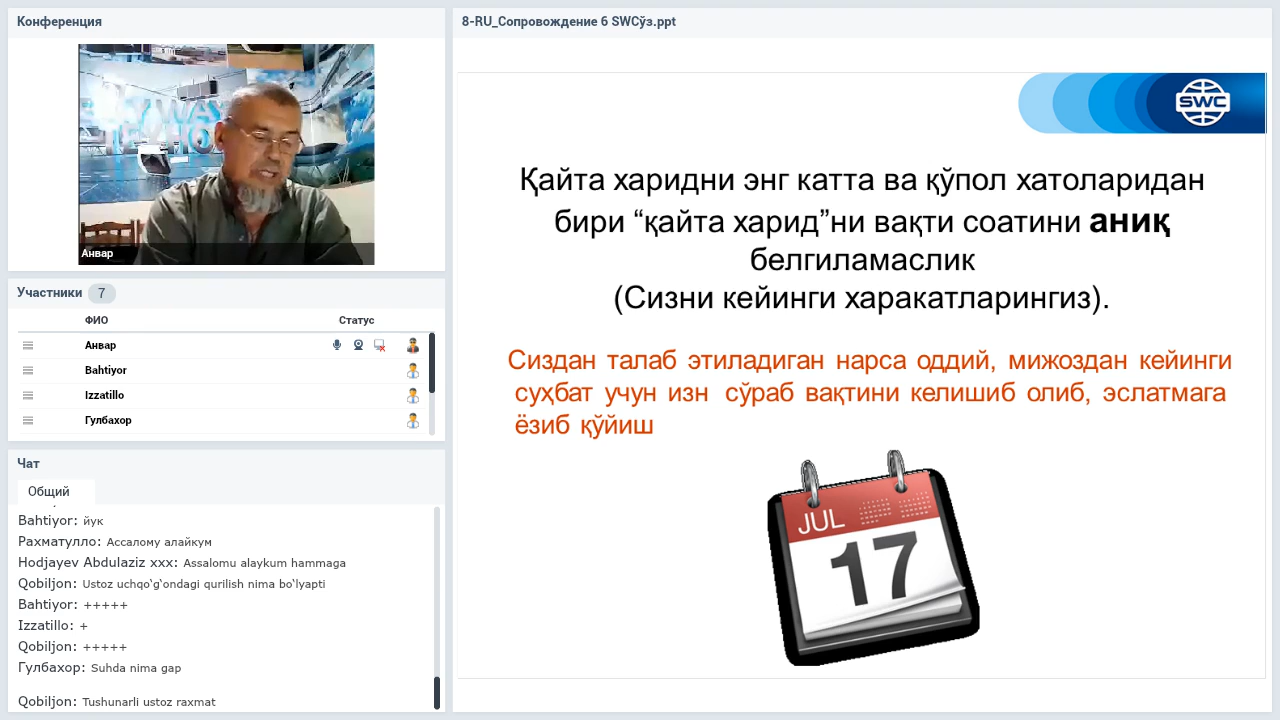 Конференция
Анвар
Участники 7
ФИО Статус
Анвар
Bahtiyor
Izzatillo
Гулбахор
Чат
Общий
Bahtiyor: йук
Рахматулло: Ассалому алайкум
Hodjayev Abdulaziz xxx: Assalomu alaykum hammaga
Qobiljon: Ustoz uchqo‘g‘ondagi qurilish nima bo‘lyapti
Bahtiyor: +++++
Izzatillo: +
Qobiljon: +++++
Гулбахор: Suhda nima gap
Qobiljon: Tushunarli ustoz raxmat
8-RU_Сопровождение 6 SWCўз.ppt
SWC
Қайта харидни энг катта ва қўпол хатоларидан
бири “қайта харид”ни вақти соатини аниқ
белгиламаслик
(Сизни кейинги харакатларингиз).
Сиздан талаб этиладиган нарса оддий, мижоздан кейинги
суҳбат учун изн сўраб вақтини келишиб олиб, эслатмага
ёзиб қўйиш
JUL
17